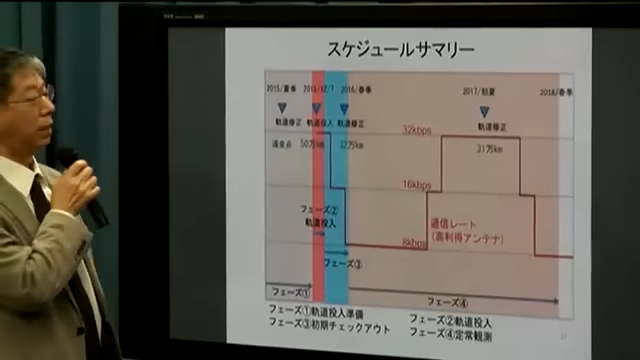 スケジュールサマリー
2015/夏季 2015/12/7 2016/春季 2017/初夏 2018/春季
軌道修正 軌道投入 軌道修正 軌道修正
32kbps
遠金点 50万km 32万km 31万km
16kbps
フェーズ②
軌道投入
通信レート
(高利得アンテナ)
8kbps
フェーズ③
フェーズ①
フェーズ④
フェーズ①軌道投入準備 フェーズ②軌道投入
フェーズ③初期チェックアウト フェーズ④定常観測